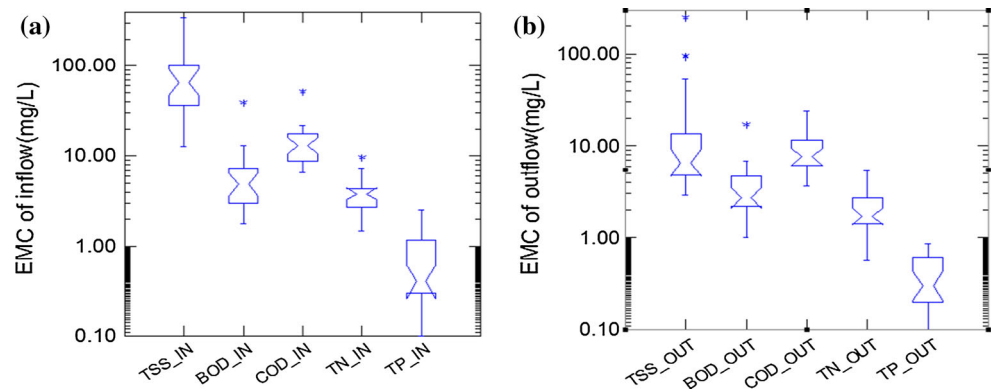 (a)
EMC of inflow(mg/L)
100.00
10.00
1.00
0.10
TSS_IN
BOD_IN
COD_IN
TN_IN
TP_IN
(b)
EMC of outflow(mg/L)
100.00
10.00
1.00
0.10
TSS_OUT
BOD_OUT
COD_OUT
TN_OUT
TP_OUT